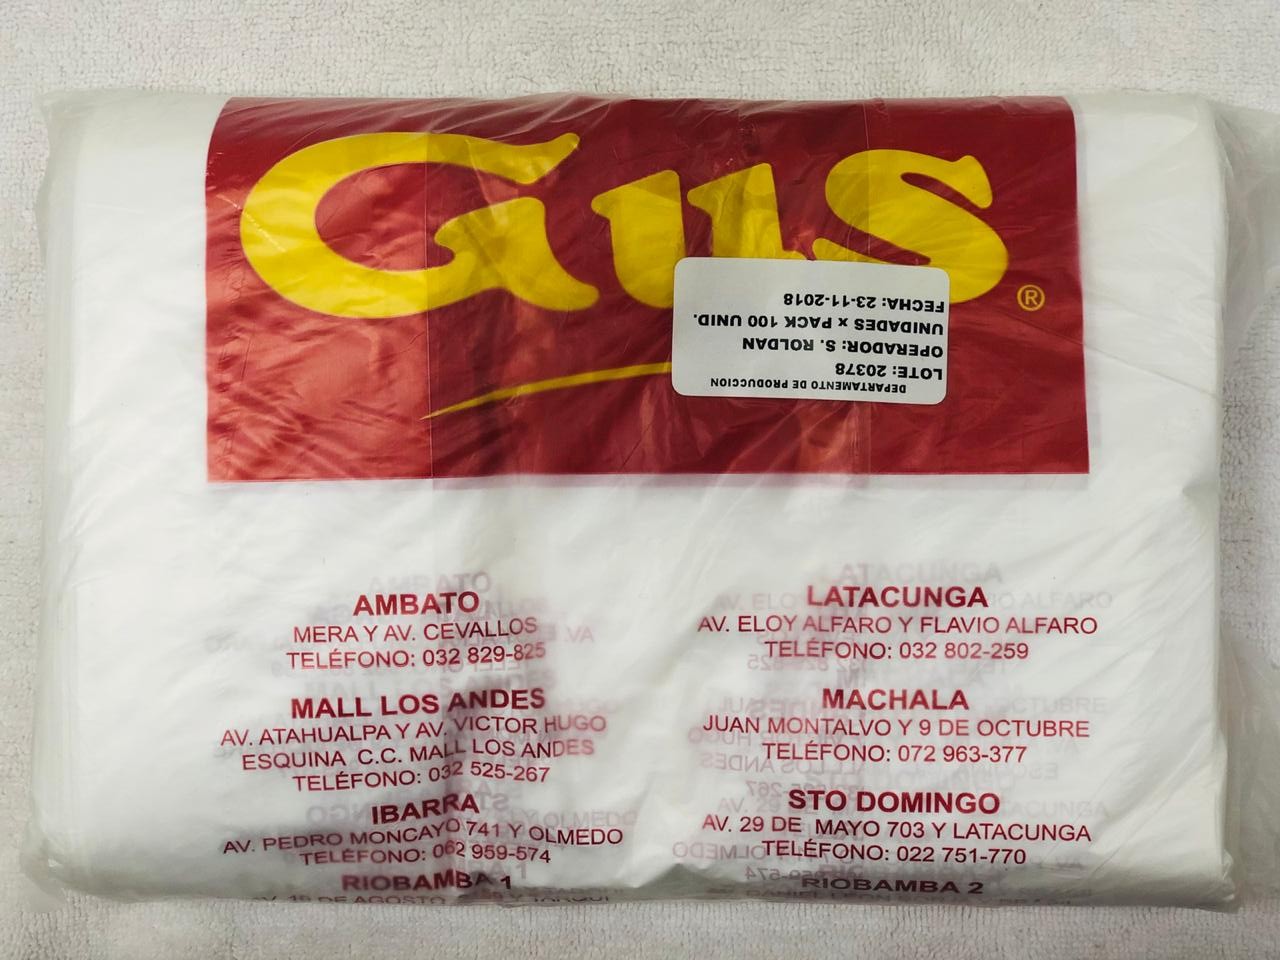 Gus®
DEPARTAMENTO DE PRODUCCION
LOTE: 20378
OPERADOR: S. ROLDAN
UNIDADES x PACK 100 UNID.
FECHA: 23-11-2018
AMBATO
MERA Y AV. CEVALLOS
TELÉFONO: 032 829-825
MALL LOS ANDES
AV. ATAHUALPA Y AV. VICTOR HUGO
ESQUINA C.C. MALL LOS ANDES
TELÉFONO: 032 525-267
IBARRA
AV. PEDRO MONCAYO 741 Y OLMEDO
TELÉFONO: 062 959-574
RIOBAMBA 1
LATACUNGA
AV. ELOY ALFARO Y FLAVIO ALFARO
TELÉFONO: 032 802-259
MACHALA
JUAN MONTALVO Y 9 DE OCTUBRE
TELÉFONO: 072 963-377
STO DOMINGO
AV. 29 DE MAYO 703 Y LATACUNGA
TELÉFONO: 022 751-770
RIOBAMBA 2